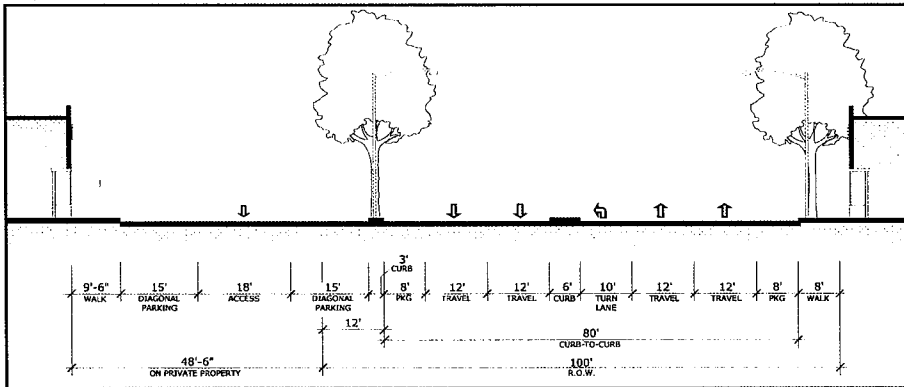 3'
CURB
9'-6" 15' 18' 15' 8' 12' 12' 6' 10' 12' 12' 8' 8'
WALK DIAGONAL PARKING ACCESS DIAGONAL PARKING PKG TRAVEL TRAVEL CURB TURN LANE TRAVEL TRAVEL PKG WALK
12'
80'
CURB-TO-CURB
48'-6" 100'
ON PRIVATE PROPERTY R.O.W.